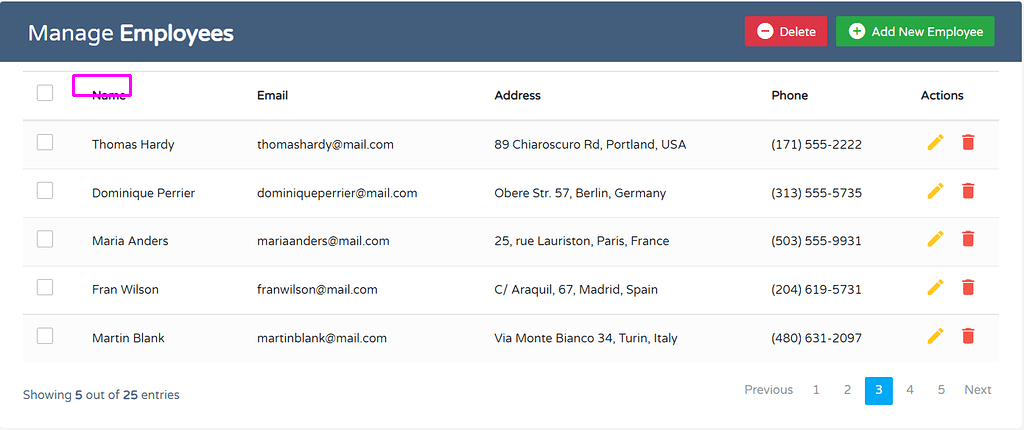 Manage Employees
Delete
Add New Employee
Name Email Address Phone Actions
Thomas Hardy thomashardy@mail.com 89 Chiaroscuro Rd, Portland, USA (171) 555-2222
Dominique Perrier dominiqueperrier@mail.com Obere Str. 57, Berlin, Germany (313) 555-5735
Maria Anders mariaanders@mail.com 25, rue Lauriston, Paris, France (503) 555-9931
Fran Wilson franwilson@mail.com C/ Araquil, 67, Madrid, Spain (204) 619-5731
Martin Blank martinblank@mail.com Via Monte Bianco 34, Turin, Italy (480) 631-2097
Showing 5 out of 25 entries
Previous 1 2 3 4 5 Next